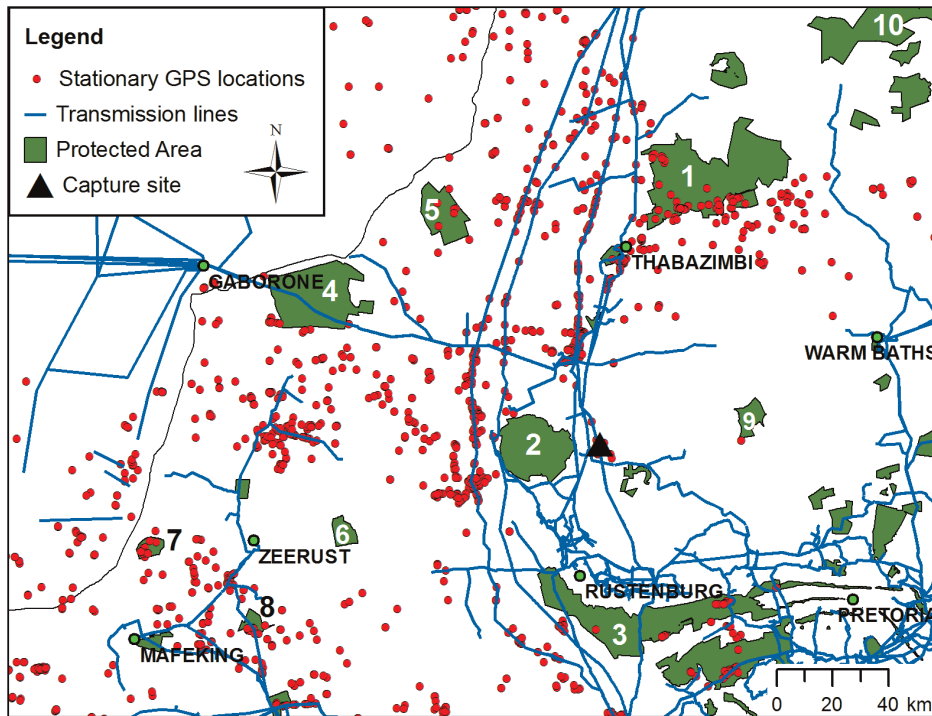 Legend
Stationary GPS locations
Transmission lines
Protected Area
Capture site
N
10
1
5
THABAZIMBI
GABORONE
4
WARM BATHS
9
2
7
6
ZEERUST
RUSTENBURG
8
PRETORIA
3
MAFEKING
0 20 40 km